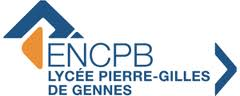 ENCPB
LYCÉE PIERRE-GILLES
DE GENNES